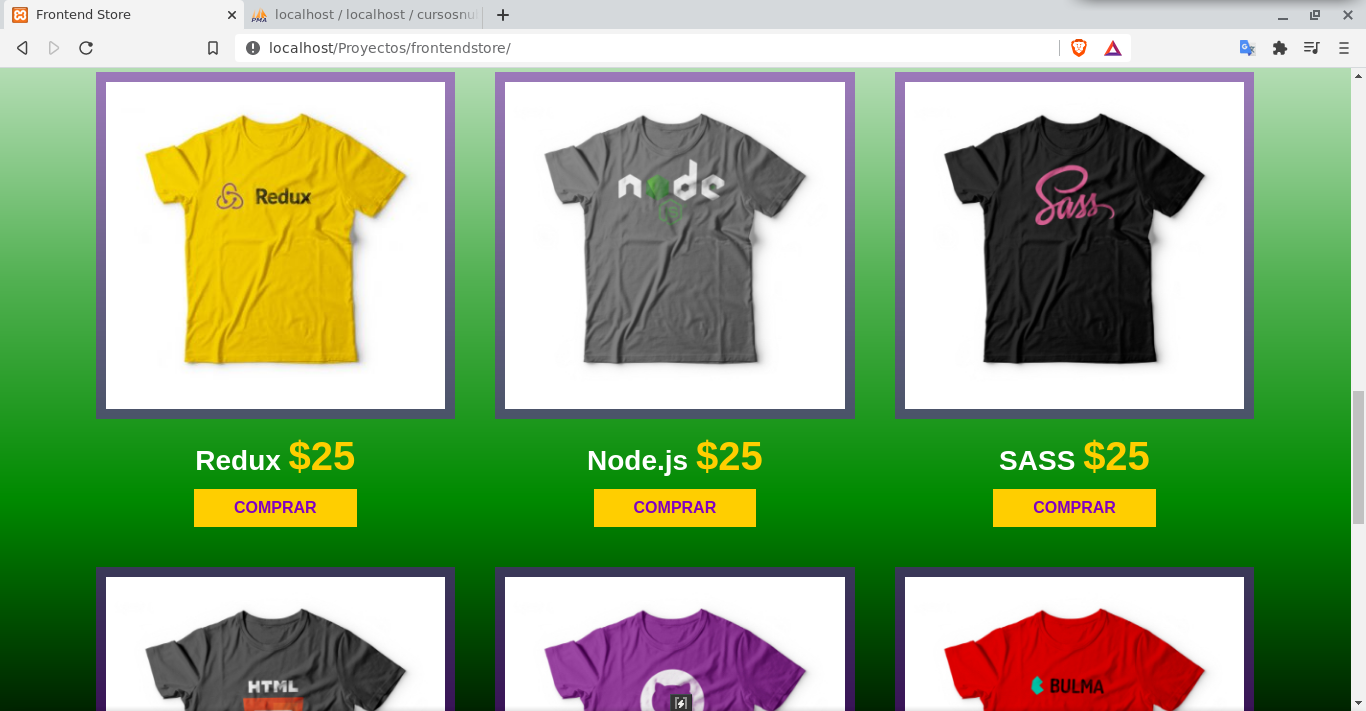 Frontend Store
localhost / localhost / cursosnu
localhost/Proyectos/frontendstore/
Redux
node
JS
Sass
Redux $25
Node.js $25
SASS $25
COMPRAR
COMPRAR
COMPRAR
HTML
BULMA